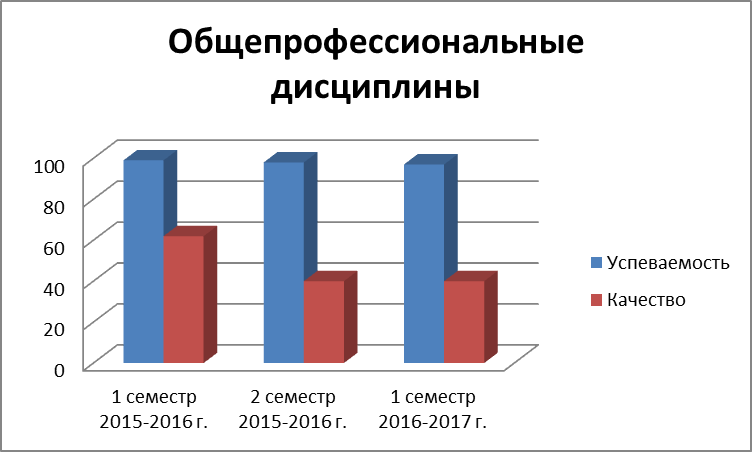 Общепрофессиональные
дисциплины
100
80
60
40
20
0
1 семестр
2015-2016 г.
2 семестр
2015-2016 г.
1 семестр
2016-2017 г.
Успеваемость
Качество